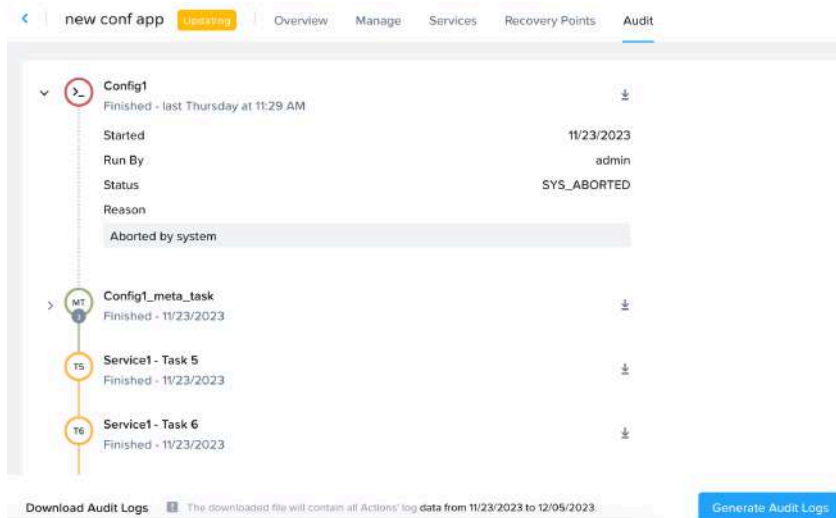 new conf app Updating Overview Manage Services Recovery Points Audit
Config1
Finished - last Thursday at 11:29 AM
Started 11/23/2023
Run By admin
Status SYS_ABORTED
Reason
Aborted by system
MT Config1_meta_task
Finished - 11/23/2023
T5 Service1 - Task 5
Finished - 11/23/2023
T6 Service1 - Task 6
Finished - 11/23/2023
Download Audit Logs The downloaded file will contain all Actions' log data from 11/23/2023 to 12/05/2023. Generate Audit Logs